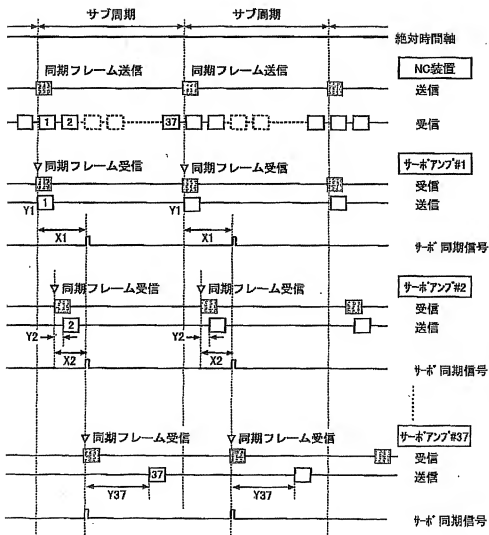 サブ周期 サブ周期
絶対時間軸
NC装置
同期フレーム送信 同期フレーム送信
送信
1 2 37
受信
サーボアンプ#1
同期フレーム受信 同期フレーム受信
受信
Y1 1 Y1
送信
X1 X1
サーボ同期信号
サーボアンプ#2
同期フレーム受信 同期フレーム受信
受信
2
送信
Y2 Y2
X2 X2
サーボ同期信号
サーボアンプ#37
同期フレーム受信 同期フレーム受信
受信
37
送信
Y37 Y37
サーボ同期信号